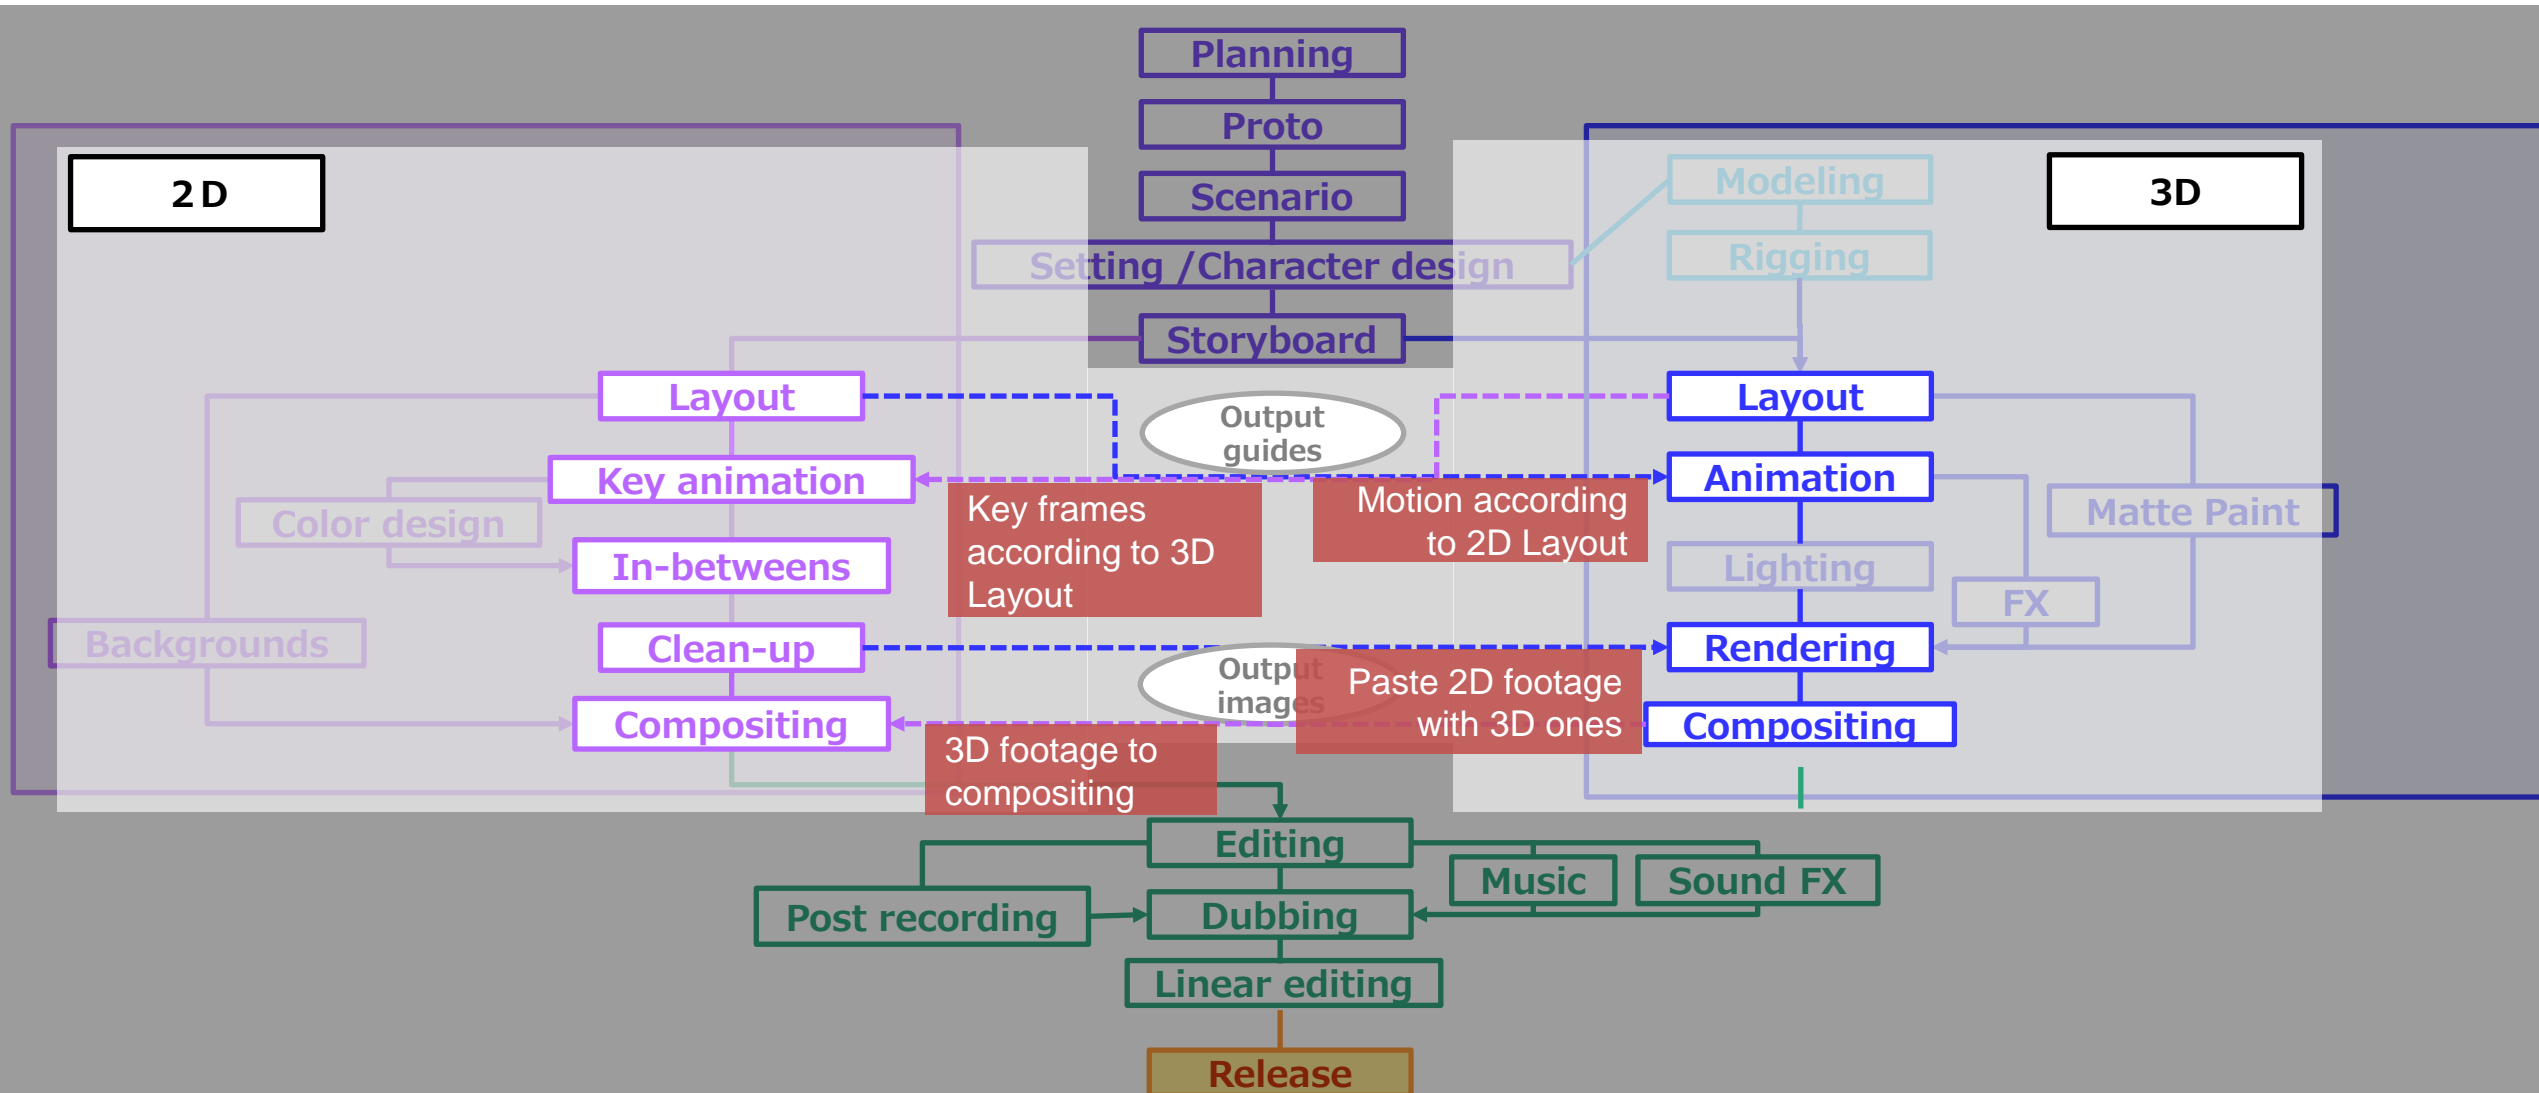 Planning
Proto
Scenario
Setting /Character design
Storyboard
2D
Layout
Key animation
Color design
In-betweens
Backgrounds
Clean-up
Compositing
Output
guides
Key frames
according to 3D
Layout
Motion according
to 2D Layout
Output
images
Paste 2D footage
with 3D ones
3D footage to
compositing
3D
Modeling
Rigging
Layout
Animation
Matte Paint
Lighting
FX
Rendering
Compositing
Editing
Music
Sound FX
Post recording
Dubbing
Linear editing
Release